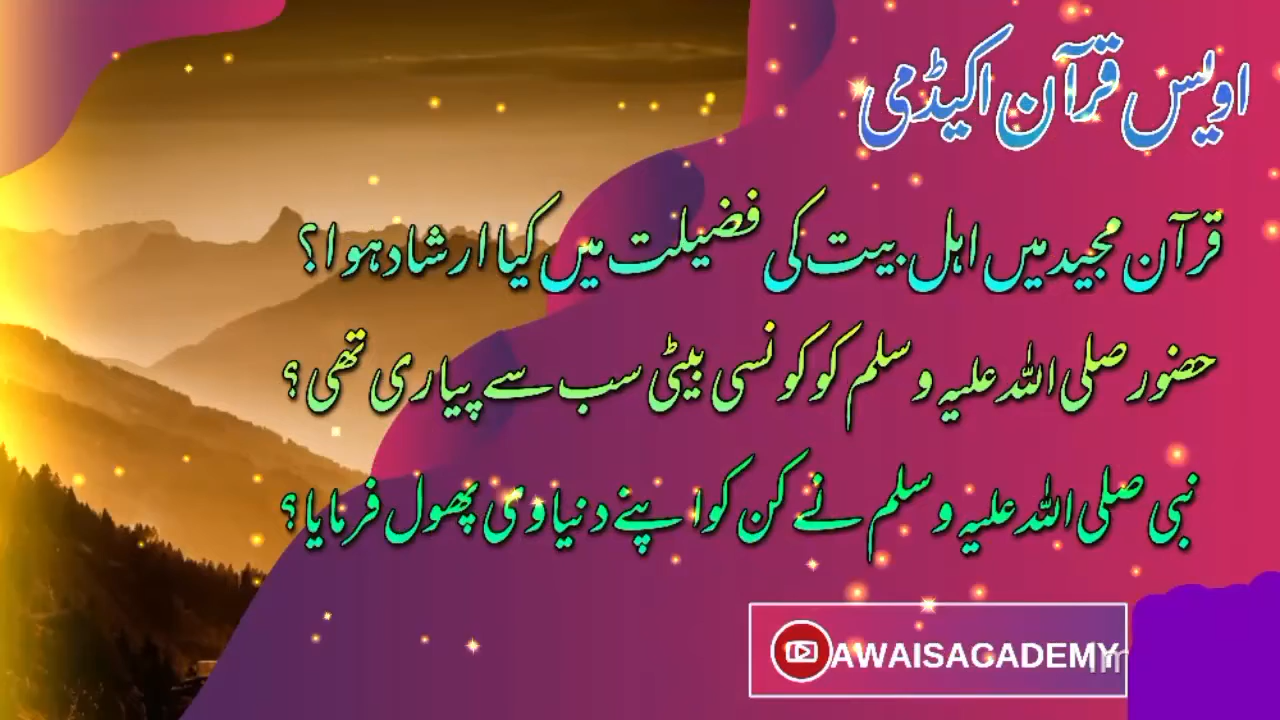 اویس قرآن اکیڈمی
قرآن مجید میں اہل بیت کی فضیلت میں کیا ارشاد ہوا؟
حضور صلی اللہ علیہ وسلم کو کونسی بیٹی سب سے پیاری تھی؟
نبی صلی اللہ علیہ وسلم نے کن کو اپنے دنیاوی پھول فرمایا؟
AWAISACADEMY